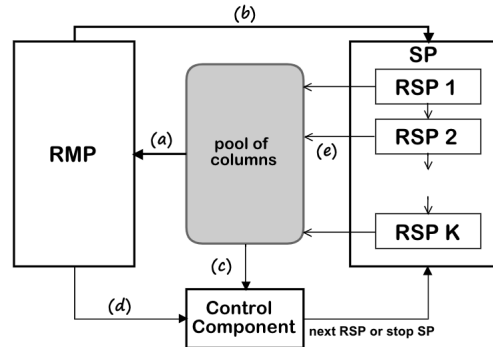 (b)
SP
RSP 1
RMP
(a)
pool of
columns
(e)
RSP 2
RSP K
(c)
(d)
Control
Component
next RSP or stop SP